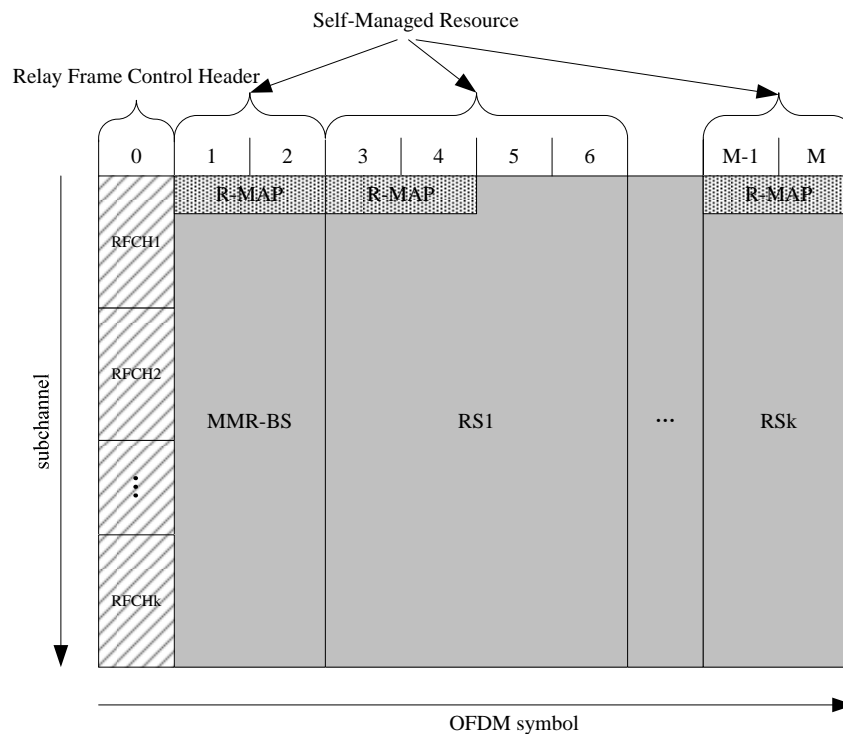 Self-Managed Resource
Relay Frame Control Header
0 1 2 3 4 5 6 M-1 M
R-MAP R-MAP R-MAP
RFCH1
RFCH2
MMR-BS RS1 ... RSk
⋮
RFCHk
subchannel
OFDM symbol